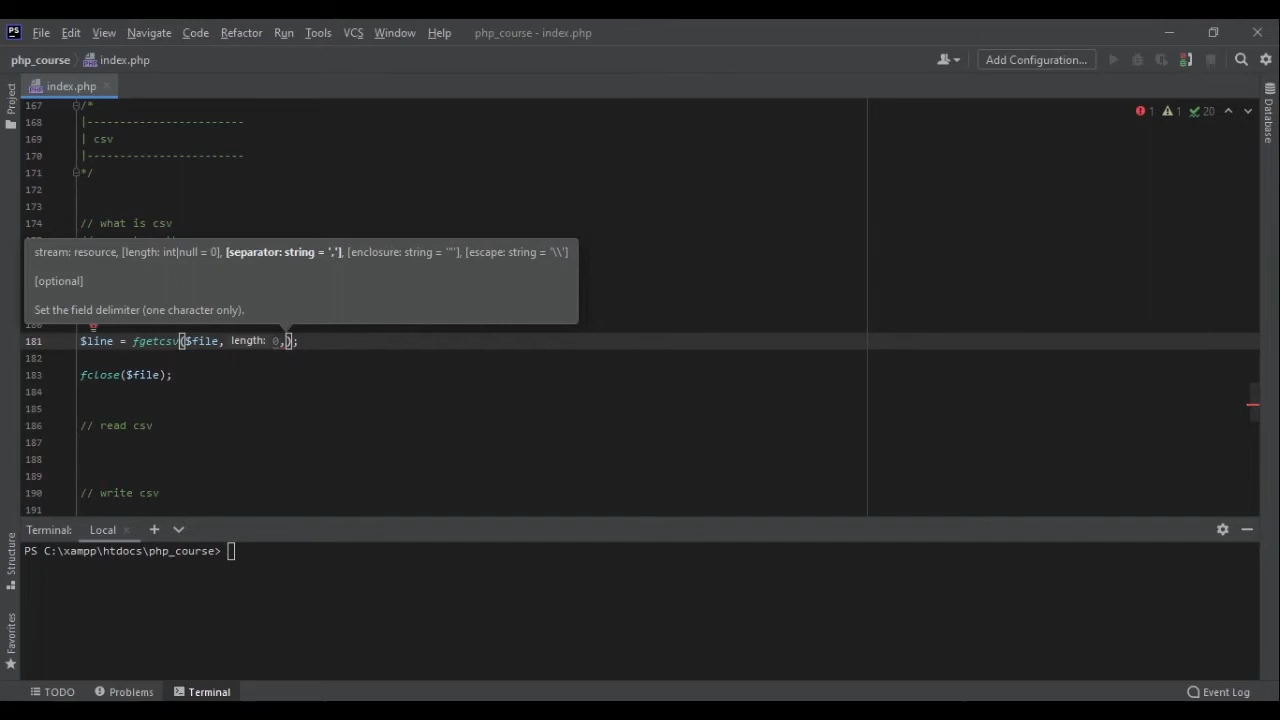 PS File Edit View Navigate Code Refactor Run Tools VCS Window Help php_course - index.php
php_course index.php Add Configuration...
Project
index.php
Database
167 /*
1 1 20
168 |------------------------
169 | csv
170 |------------------------
171 */
172
173
174 // what is csv
stream: resource, [length: int|null = 0], [separator: string = ','], [enclosure: string = '"'], [escape: string = '\\']
[optional]
Set the field delimiter (one character only).
181 $line = fgetcsv($file, length: 0,);
182
183 fclose($file);
184
185
186 // read csv
187
188
189
190 // write csv
191
Terminal: Local
PS C:\xampp\htdocs\php_course>
Structure
Favorites
TODO Problems Terminal Event Log